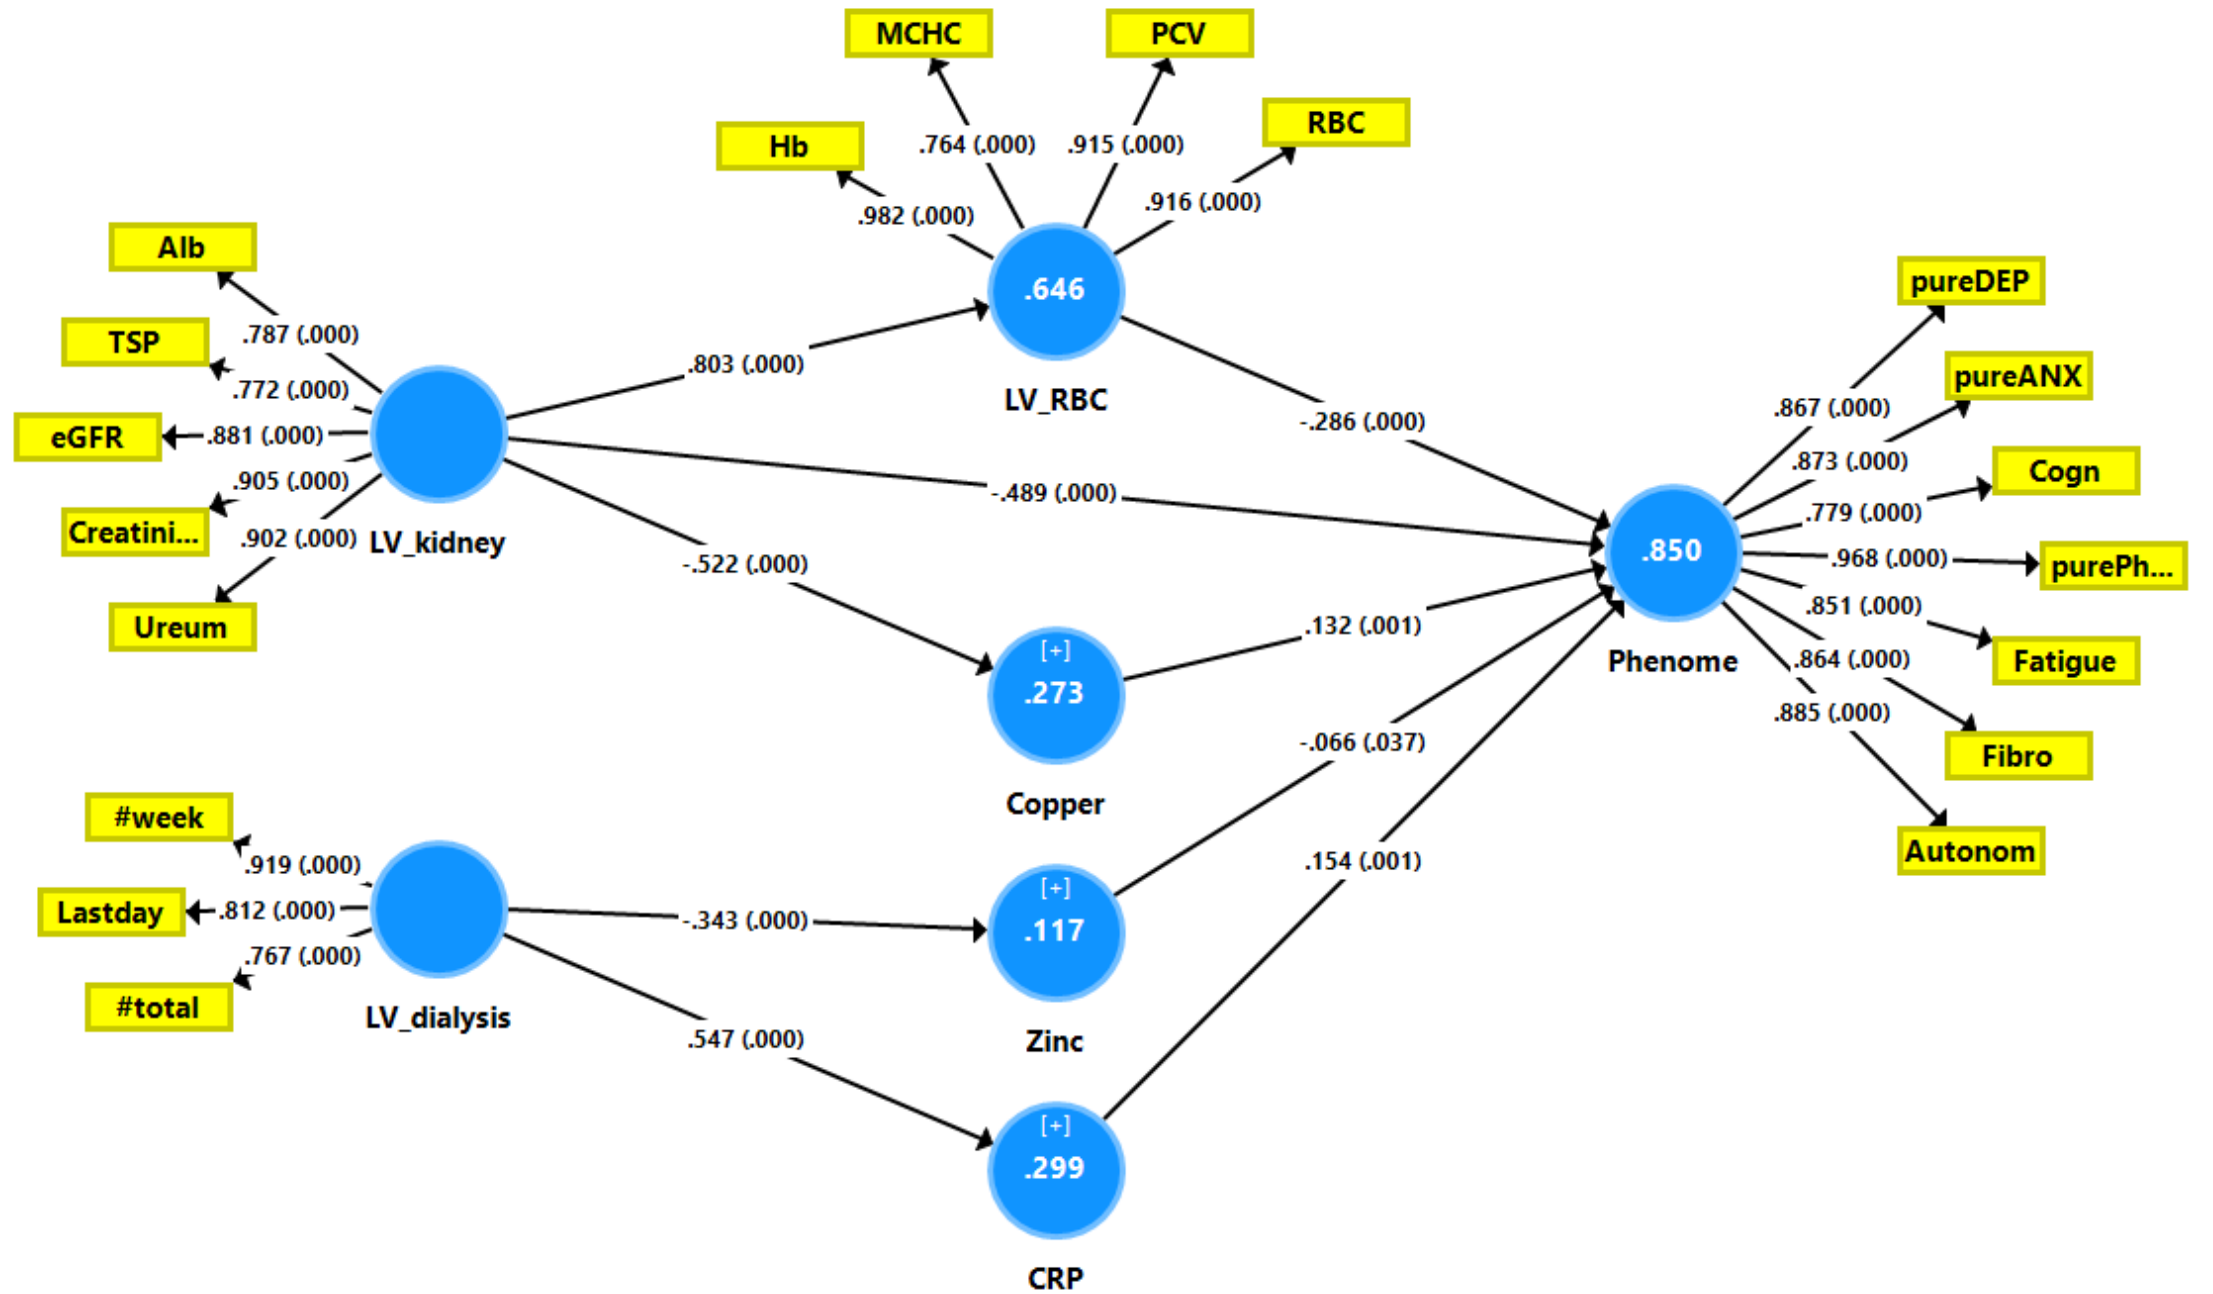 MCHC
PCV
RBC
Hb
.764 (.000)
.915 (.000)
.982 (.000)
.916 (.000)
Alb
TSP
eGFR
Creatini...
Ureum
.787 (.000)
.772 (.000)
.881 (.000)
.905 (.000)
.902 (.000)
LV_kidney
.803 (.000)
.646
LV_RBC
-.286 (.000)
-.489 (.000)
-.522 (.000)
[+]
.273
Copper
.132 (.001)
-.066 (.037)
.154 (.001)
.850
Phenome
pureDEP
pureANX
Cogn
purePh...
Fatigue
Fibro
Autonom
.867 (.000)
.873 (.000)
.779 (.000)
.968 (.000)
.851 (.000)
.864 (.000)
.885 (.000)
#week
Lastday
#total
.919 (.000)
.812 (.000)
.767 (.000)
LV_dialysis
-.343 (.000)
.547 (.000)
[+]
.117
Zinc
[+]
.299
CRP